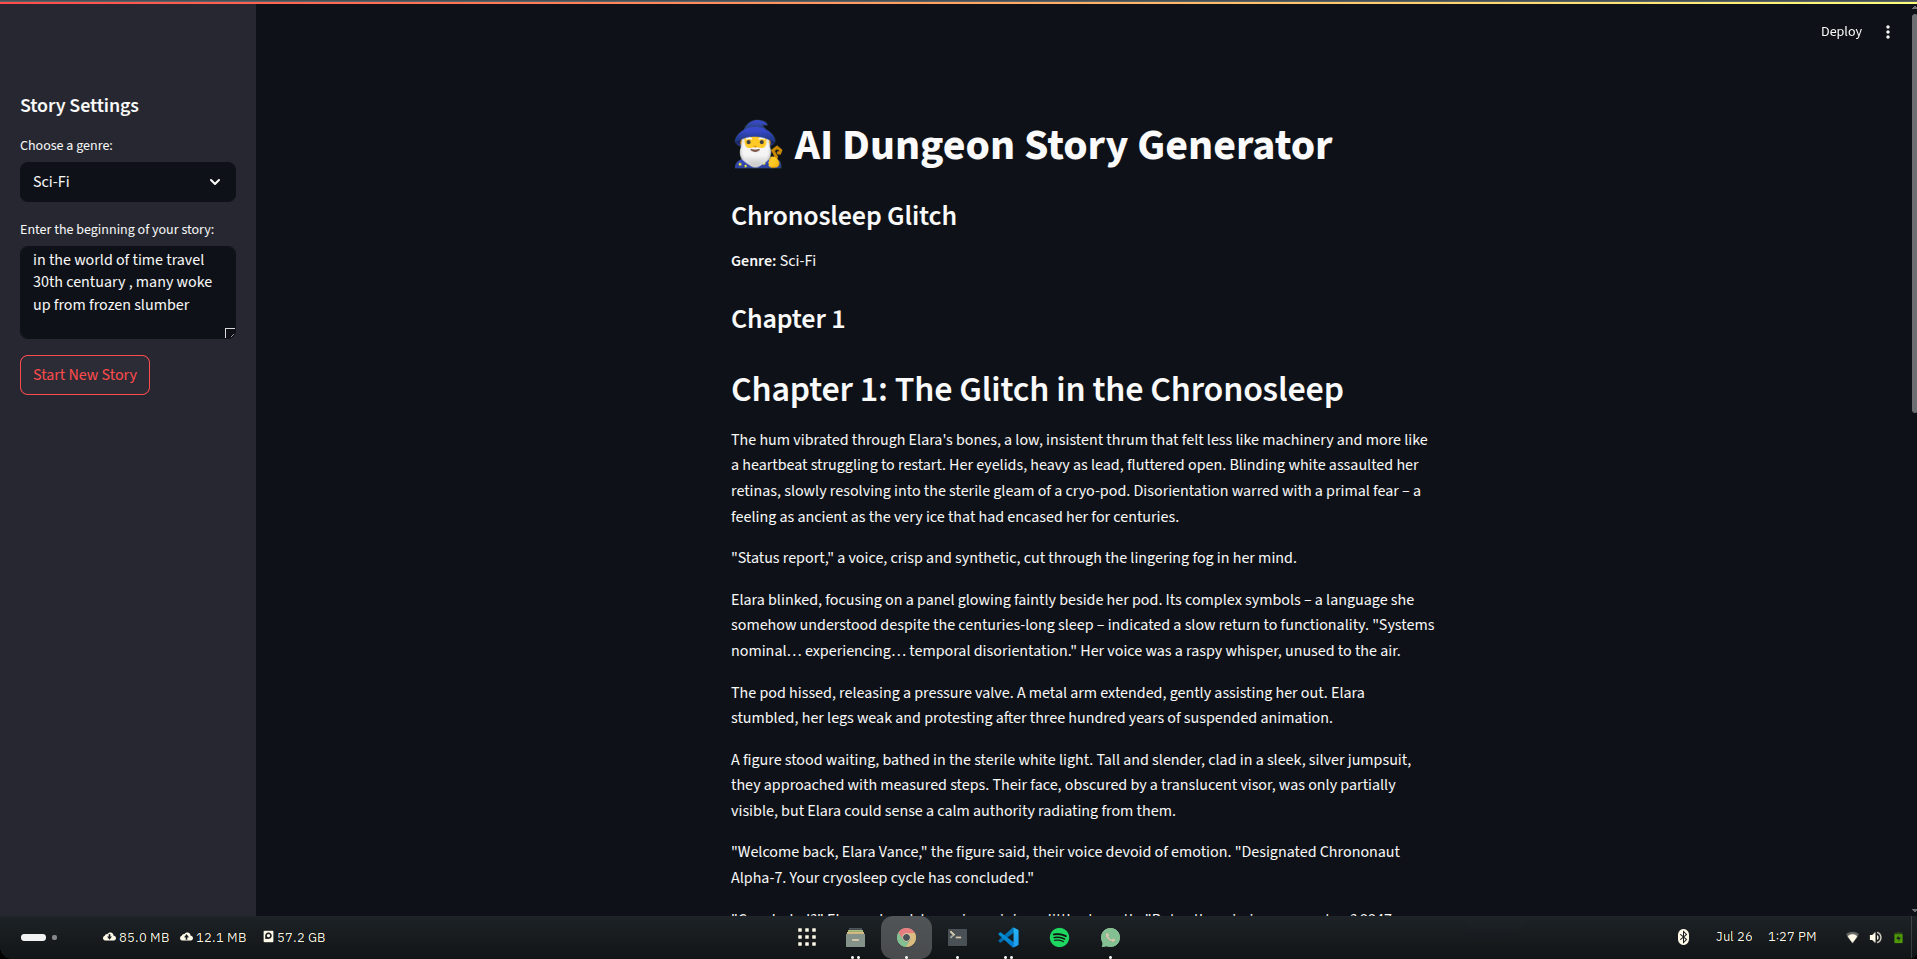 Deploy
Story Settings
Choose a genre:
Sci-Fi
Enter the beginning of your story:
in the world of time travel
30th centuary , many woke
up from frozen slumber
Start New Story
AI Dungeon Story Generator
Chronosleep Glitch
Genre: Sci-Fi
Chapter 1
Chapter 1: The Glitch in the Chronosleep
The hum vibrated through Elara's bones, a low, insistent thrum that felt less like machinery and more like
a heartbeat struggling to restart. Her eyelids, heavy as lead, fluttered open. Blinding white assaulted her
retinas, slowly resolving into the sterile gleam of a cryo-pod. Disorientation warred with a primal fear – a
feeling as ancient as the very ice that had encased her for centuries.
"Status report," a voice, crisp and synthetic, cut through the lingering fog in her mind.
Elara blinked, focusing on a panel glowing faintly beside her pod. Its complex symbols – a language she
somehow understood despite the centuries-long sleep – indicated a slow return to functionality. "Systems
nominal… experiencing… temporal disorientation." Her voice was a raspy whisper, unused to the air.
The pod hissed, releasing a pressure valve. A metal arm extended, gently assisting her out. Elara
stumbled, her legs weak and protesting after three hundred years of suspended animation.
A figure stood waiting, bathed in the sterile white light. Tall and slender, clad in a sleek, silver jumpsuit,
they approached with measured steps. Their face, obscured by a translucent visor, was only partially
visible, but Elara could sense a calm authority radiating from them.
"Welcome back, Elara Vance," the figure said, their voice devoid of emotion. "Designated Chrononaut
Alpha-7. Your cryosleep cycle has concluded."
85.0 MB 12.1 MB 57.2 GB
Jul 26 1:27 PM